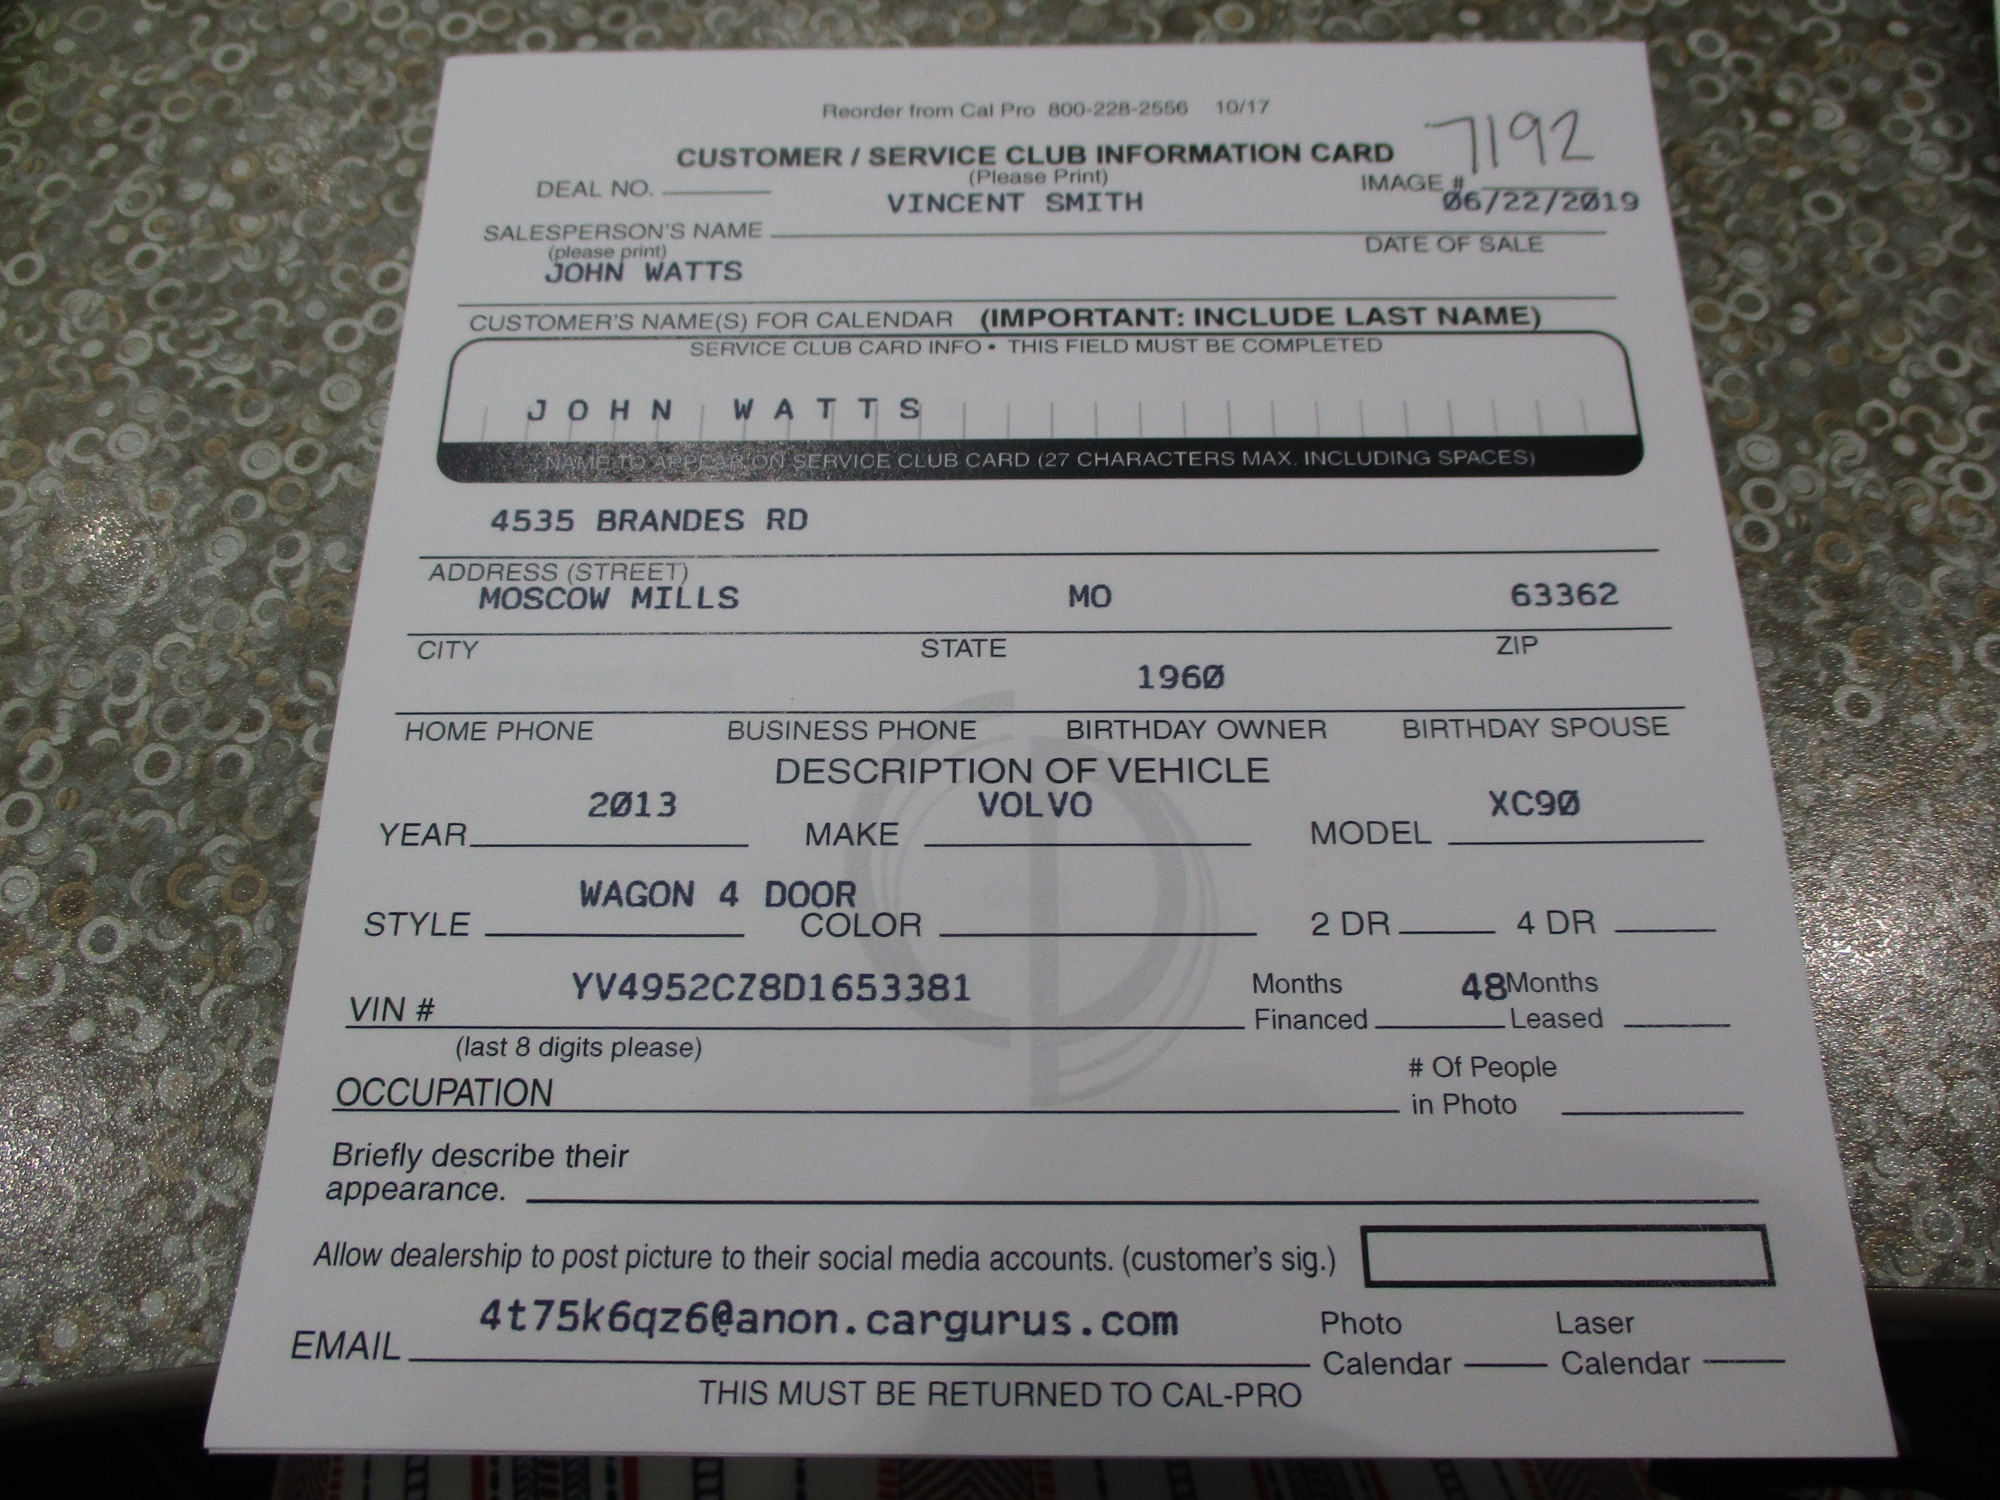 Reorder from Cal Pro 800-228-2556 10/17
7192
CUSTOMER / SERVICE CLUB INFORMATION CARD
(Please Print)
DEAL NO. IMAGE #
VINCENT SMITH 06/22/2019
SALESPERSON'S NAME DATE OF SALE
(please print)
JOHN WATTS
CUSTOMER'S NAME(S) FOR CALENDAR (IMPORTANT: INCLUDE LAST NAME)
SERVICE CLUB CARD INFO • THIS FIELD MUST BE COMPLETED
JOHN WATTS
NAME TO APPEAR ON SERVICE CLUB CARD (27 CHARACTERS MAX. INCLUDING SPACES)
4535 BRANDES RD
ADDRESS (STREET)
MOSCOW MILLS MO 63362
CITY STATE ZIP
1960
HOME PHONE BUSINESS PHONE BIRTHDAY OWNER BIRTHDAY SPOUSE
DESCRIPTION OF VEHICLE
2013 VOLVO XC90
YEAR MAKE MODEL
WAGON 4 DOOR
STYLE COLOR 2 DR 4 DR
YV4952CZ8D1653381 Months 48 Months
VIN # Financed Leased
(last 8 digits please)
# Of People
OCCUPATION in Photo
Briefly describe their
appearance.
Allow dealership to post picture to their social media accounts. (customer's sig.)
4t75k6qz6@anon.cargurus.com Photo Laser
EMAIL Calendar Calendar
THIS MUST BE RETURNED TO CAL-PRO